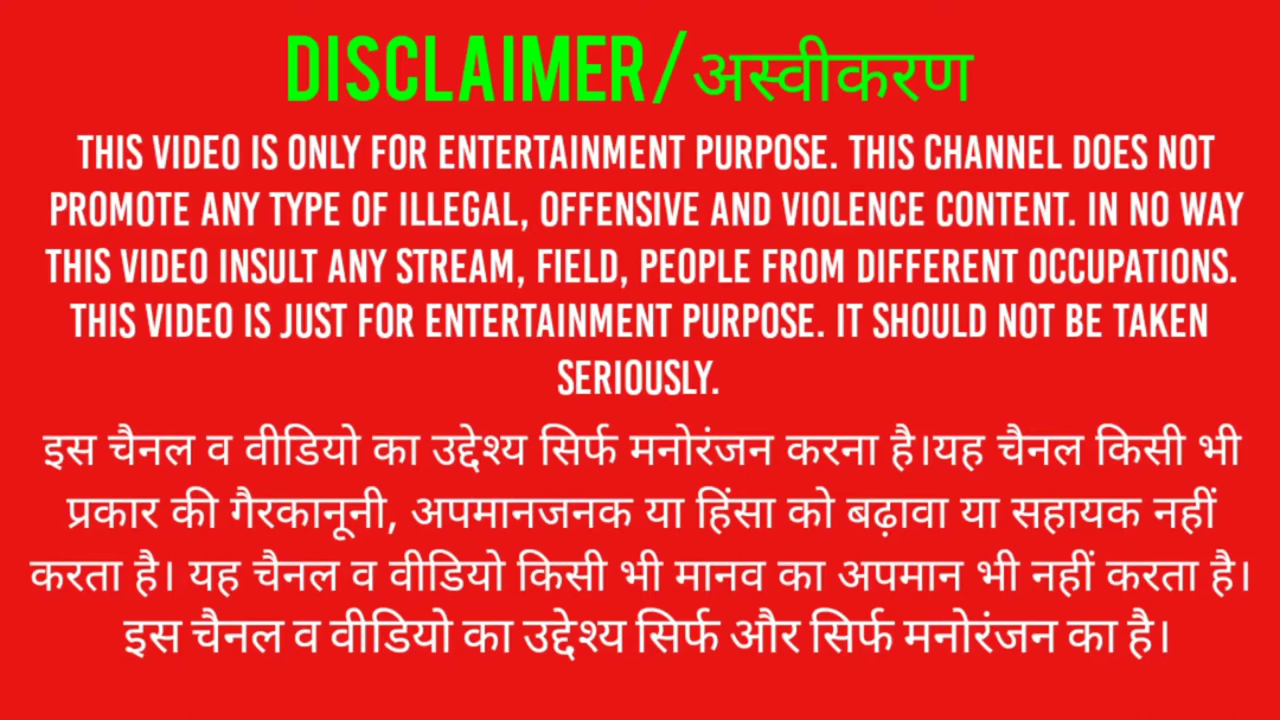 DISCLAIMER/अस्वीकरण
THIS VIDEO IS ONLY FOR ENTERTAINMENT PURPOSE. THIS CHANNEL DOES NOT
PROMOTE ANY TYPE OF ILLEGAL, OFFENSIVE AND VIOLENCE CONTENT. IN NO WAY
THIS VIDEO INSULT ANY STREAM, FIELD, PEOPLE FROM DIFFERENT OCCUPATIONS.
THIS VIDEO IS JUST FOR ENTERTAINMENT PURPOSE. IT SHOULD NOT BE TAKEN
SERIOUSLY.
इस चैनल व वीडियो का उद्देश्य सिर्फ मनोरंजन करना है।यह चैनल किसी भी
प्रकार की गैरकानूनी, अपमानजनक या हिंसा को बढ़ावा या सहायक नहीं
करता है। यह चैनल व वीडियो किसी भी मानव का अपमान भी नहीं करता है।
इस चैनल व वीडियो का उद्देश्य सिर्फ और सिर्फ मनोरंजन का है।